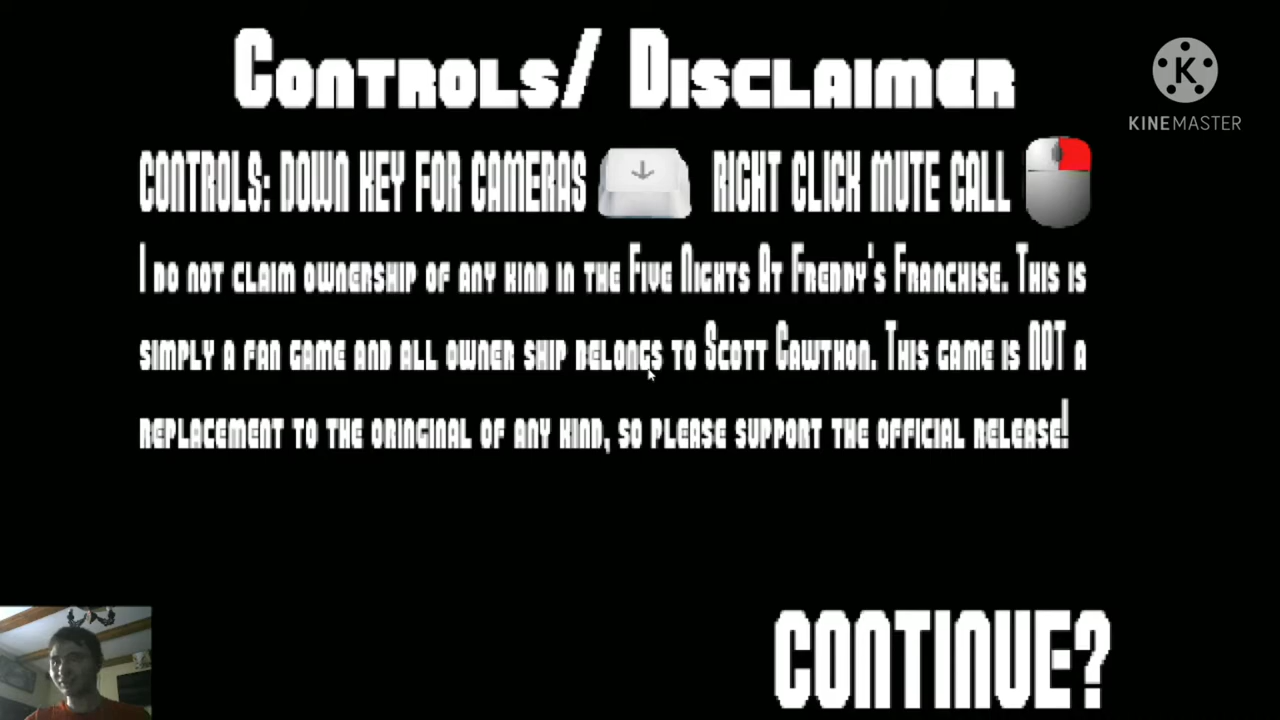 Controls/ Disclaimer
K
KINEMASTER
CONTROLS: DOWN KEY FOR CAMERAS RIGHT CLICK MUTE CALL
I do not claim ownership of any kind in the Five Nights At Freddy's Franchise. This is
simply a fan game and all owner ship belongs to Scott Cawthon. This game is NOT a
replacement to the oringinal of any kind, so please support the official release!
CONTINUE?